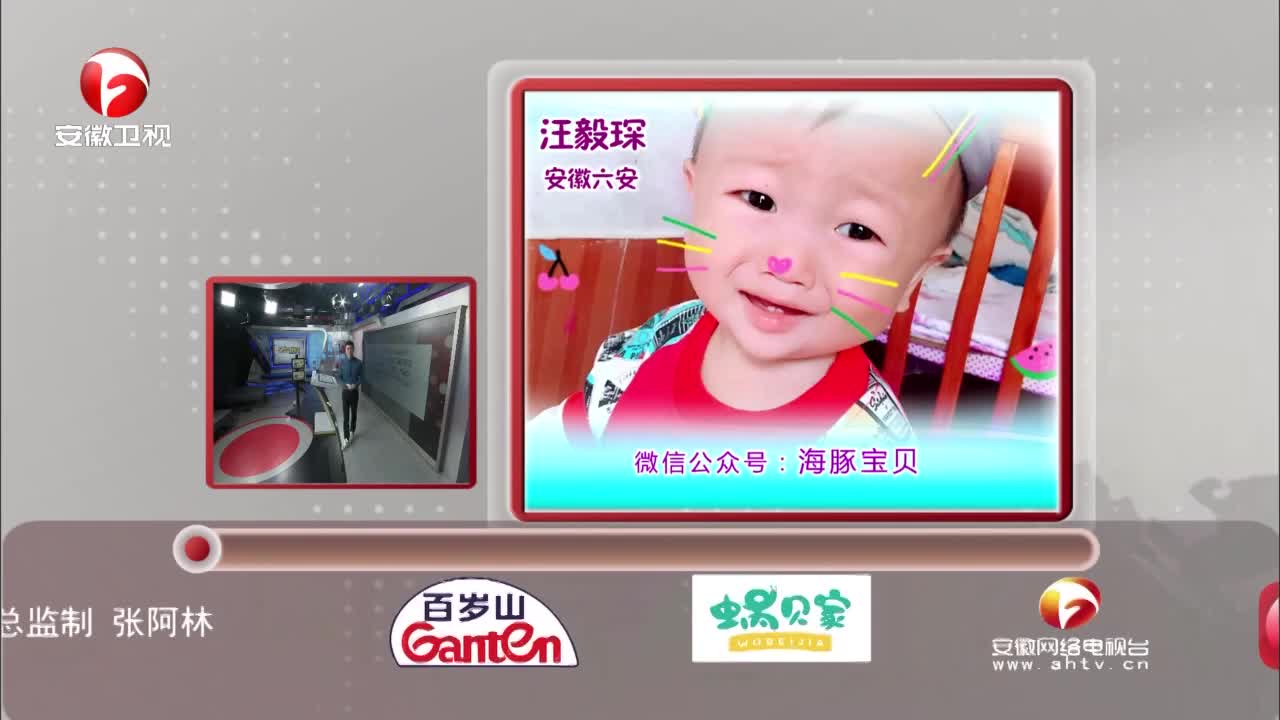 安徽卫视
汪毅琛
安徽六安
微信公众号：海豚宝贝
总监制 张阿林
百岁山
Ganten
蜗贝家
WOBEIJIA
安徽网络电视台
www.ahtv.cn